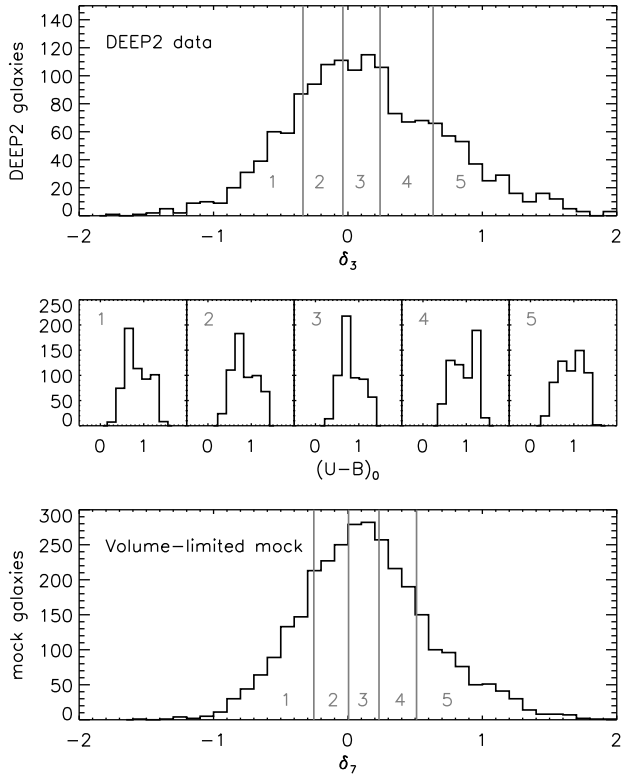 DEEP2 data
DEEP2 galaxies
140
120
100
80
60
40
20
0
1 2 3 4 5
−2 −1 0 1 2
δ₃
250
200
150
100
50
0
1 2 3 4 5
0 1 0 1 0 1 0 1 0 1
(U−B)₀
Volume−limited mock
mock galaxies
300
250
200
150
100
50
0
1 2 3 4 5
−2 −1 0 1 2
δ₇